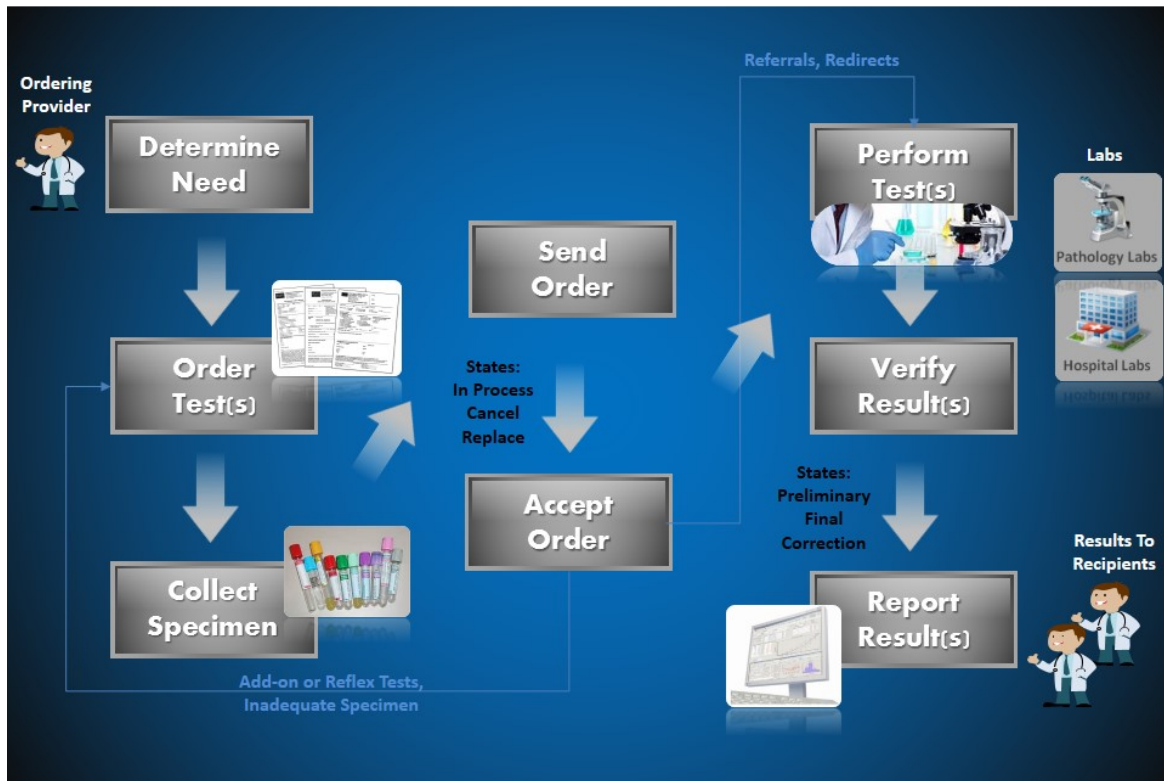 Ordering
Provider
Determine
Need
Order
Test(s)
Collect
Specimen
Add-on or Reflex Tests,
Inadequate Specimen
Send
Order
States:
In Process
Cancel
Replace
Accept
Order
Referrals, Redirects
Perform
Test(s)
Verify
Result(s)
States:
Preliminary
Final
Correction
Report
Result(s)
Labs
Pathology Labs
Hospital Labs
Results To
Recipients